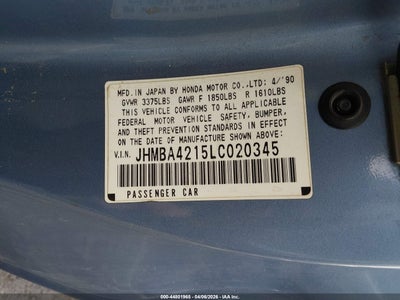 MFD.IN JAPAN BY HONDA MOTOR CO.,LTD; 4/'90
GVWR 3375LBS GAWR F 1850LBS R 1610LBS
THIS VEHICLE CONFORMS TO ALL APPLICABLE
FEDERAL MOTOR VEHICLE SAFETY, BUMPER,
AND THEFT PREVENTION STANDARDS IN EFFECT
ON THE DATE OF MANUFACTURE SHOWN ABOVE:
V.I.N. JHMBA4215LC020345
PASSENGER CAR
000-44801965 - 04/06/2026 - IAA Inc.